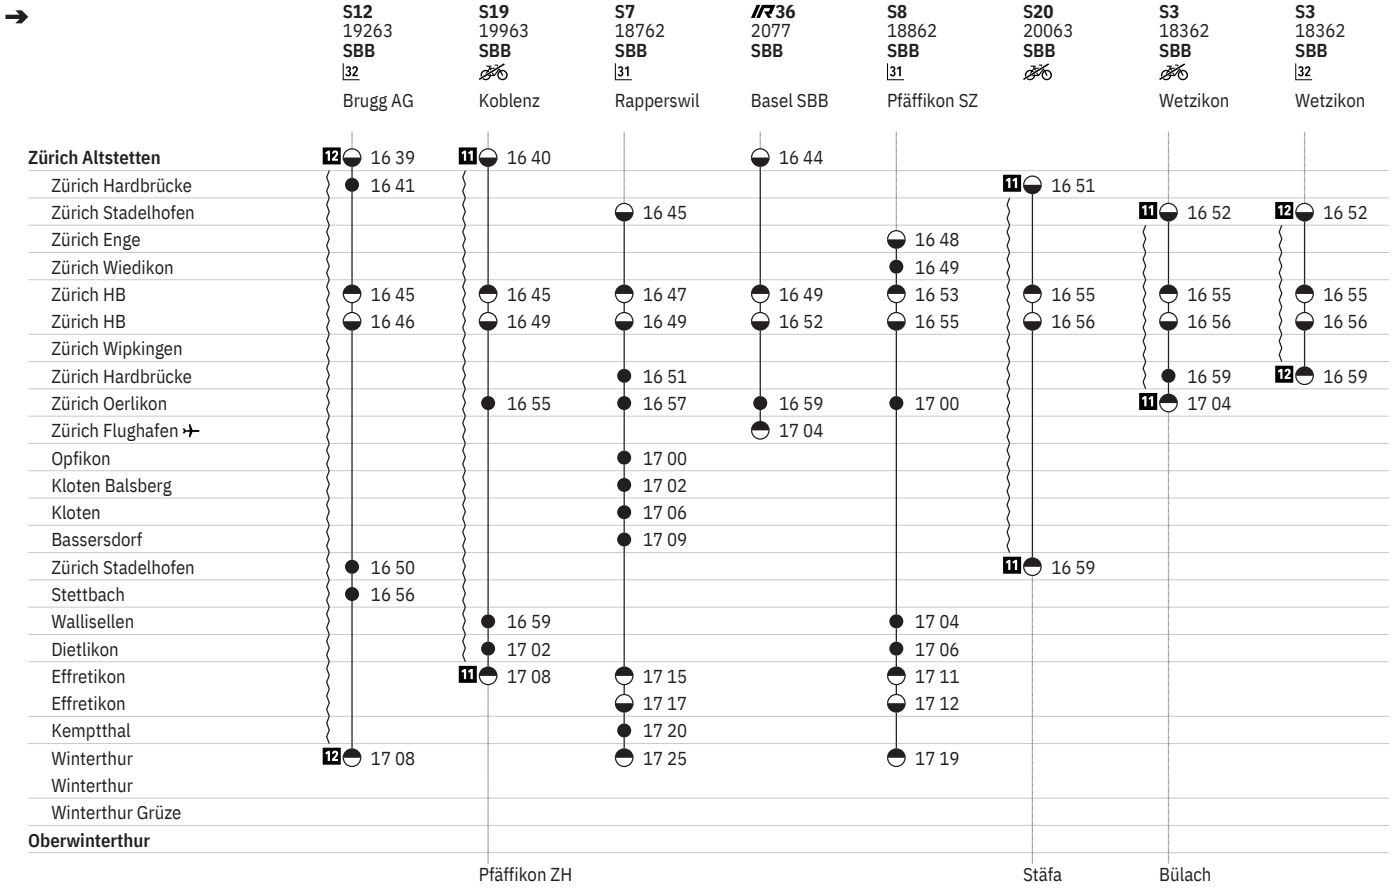 ➔ S12 S19 S7 IR36 S8 S20 S3 S3
19263 19963 18762 2077 18862 20063 18362 18362
SBB SBB SBB SBB SBB SBB SBB SBB
32 31 31 32
Brugg AG Koblenz Rapperswil Basel SBB Pfäffikon SZ Wetzikon Wetzikon
Zürich Altstetten 12 16 39 11 16 40 16 44
Zürich Hardbrücke 16 41 11 16 51
Zürich Stadelhofen 16 45 11 16 52 12 16 52
Zürich Enge 16 48
Zürich Wiedikon 16 49
Zürich HB 16 45 16 45 16 47 16 49 16 53 16 55 16 55 16 55
Zürich HB 16 46 16 49 16 49 16 52 16 55 16 56 16 56 16 56
Zürich Wipkingen
Zürich Hardbrücke 16 51 16 59 12 16 59
Zürich Oerlikon 16 55 16 57 16 59 17 00 11 17 04
Zürich Flughafen 17 04
Opfikon 17 00
Kloten Balsberg 17 02
Kloten 17 06
Bassersdorf 17 09
Zürich Stadelhofen 16 50 11 16 59
Stettbach 16 56
Wallisellen 16 59 17 04
Dietlikon 17 02 17 06
Effretikon 11 17 08 17 15 17 11
Effretikon 17 17 17 12
Kemptthal 17 20
Winterthur 12 17 08 17 25 17 19
Winterthur
Winterthur Grüze
Oberwinterthur
Pfäffikon ZH Stäfa Bülach